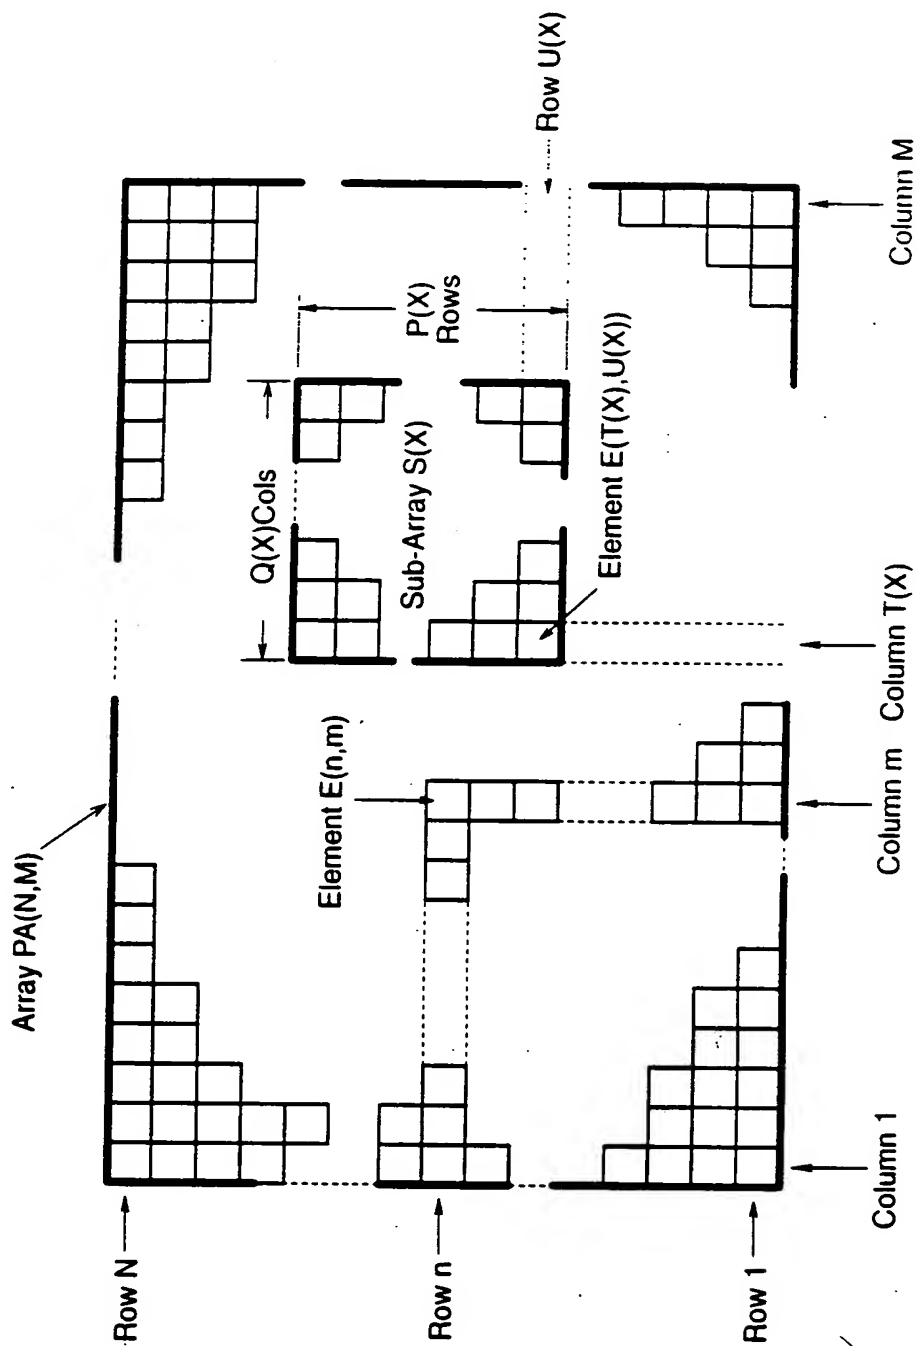 Array PA(N,M)
Row N
Row n
Row 1
Column 1
Element E(n,m)
Column m
Column T(X)
Q(X)Cols
Sub-Array S(X)
Element E(T(X),U(X))
P(X)
Rows
Row U(X)
Column M